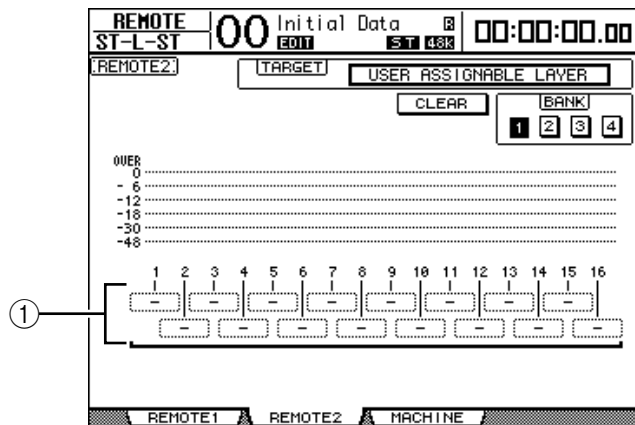 REMOTE 00 Initial Data R 00:00:00.00
ST-L-ST EDIT ST 48K
REMOTE2 TARGET USER ASSIGNABLE LAYER
CLEAR BANK
1 2 3 4
OVER
0
- 6
-12
-18
-30
-48
1 2 3 4 5 6 7 8 9 10 11 12 13 14 15 16
1
- - - - - - - -
- - - - - - - -
REMOTE1 REMOTE2 MACHINE